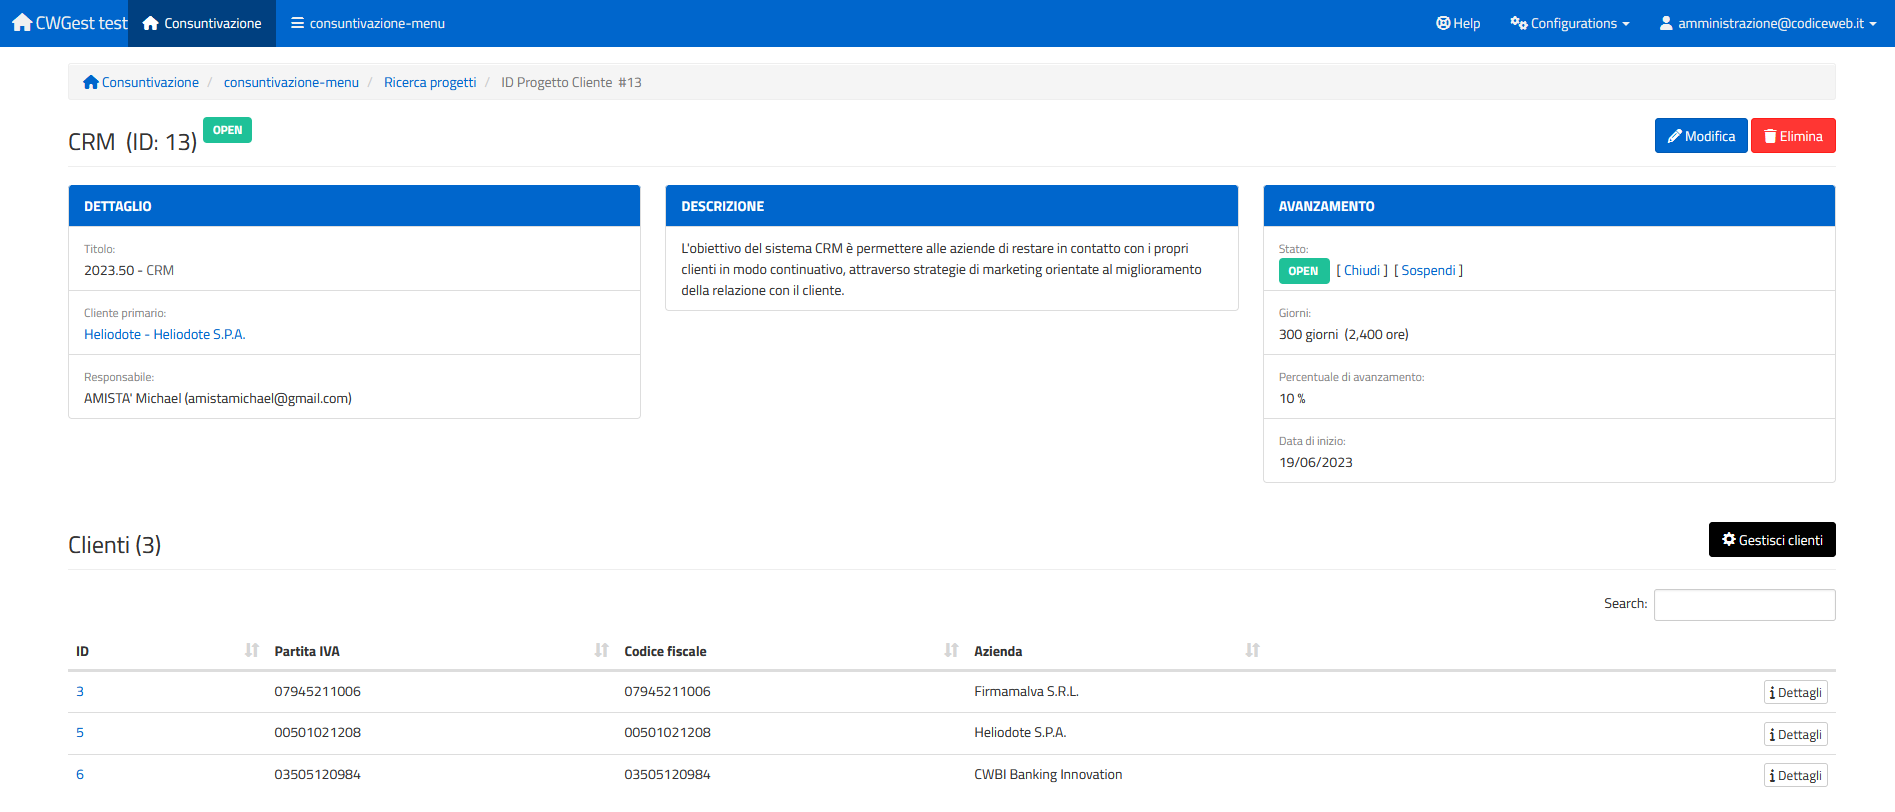 CWGest test Consuntivazione consuntivazione-menu Help Configurations amministrazione@codiceweb.it
Consuntivazione / consuntivazione-menu / Ricerca progetti / ID Progetto Cliente #13
CRM (ID: 13) OPEN
Modifica Elimina
DETTAGLIO
Titolo:
2023.50 - CRM
Cliente primario:
Heliodote - Heliodote S.P.A.
Responsabile:
AMISTA' Michael (amistamichael@gmail.com)
DESCRIZIONE
L'obiettivo del sistema CRM è permettere alle aziende di restare in contatto con i propri
clienti in modo continuativo, attraverso strategie di marketing orientate al miglioramento
della relazione con il cliente.
AVANZAMENTO
Stato:
OPEN [ Chiudi ] [ Sospendi ]
Giorni:
300 giorni (2,400 ore)
Percentuale di avanzamento:
10 %
Data di inizio:
19/06/2023
Clienti (3)
Gestisci clienti
Search:
ID Partita IVA Codice fiscale Azienda
3 07945211006 07945211006 Firmamalva S.R.L. Dettagli
5 00501021208 00501021208 Heliodote S.P.A. Dettagli
6 03505120984 03505120984 CWBI Banking Innovation Dettagli